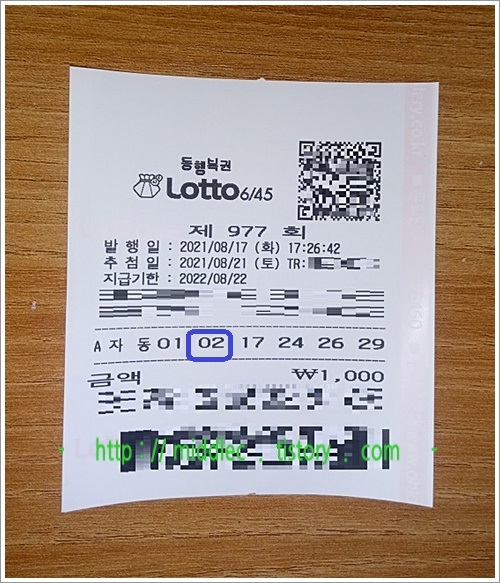 동행복권
Lotto 6/45
제 977 회
발 행 일 : 2021/08/17 (화) 17:26:42
추 첨 일 : 2021/08/21 (토) TR:
지급기한 : 2022/08/22
A 자 동 01 02 17 24 26 29
금액 ₩1,000
http://middlec.tistory.com